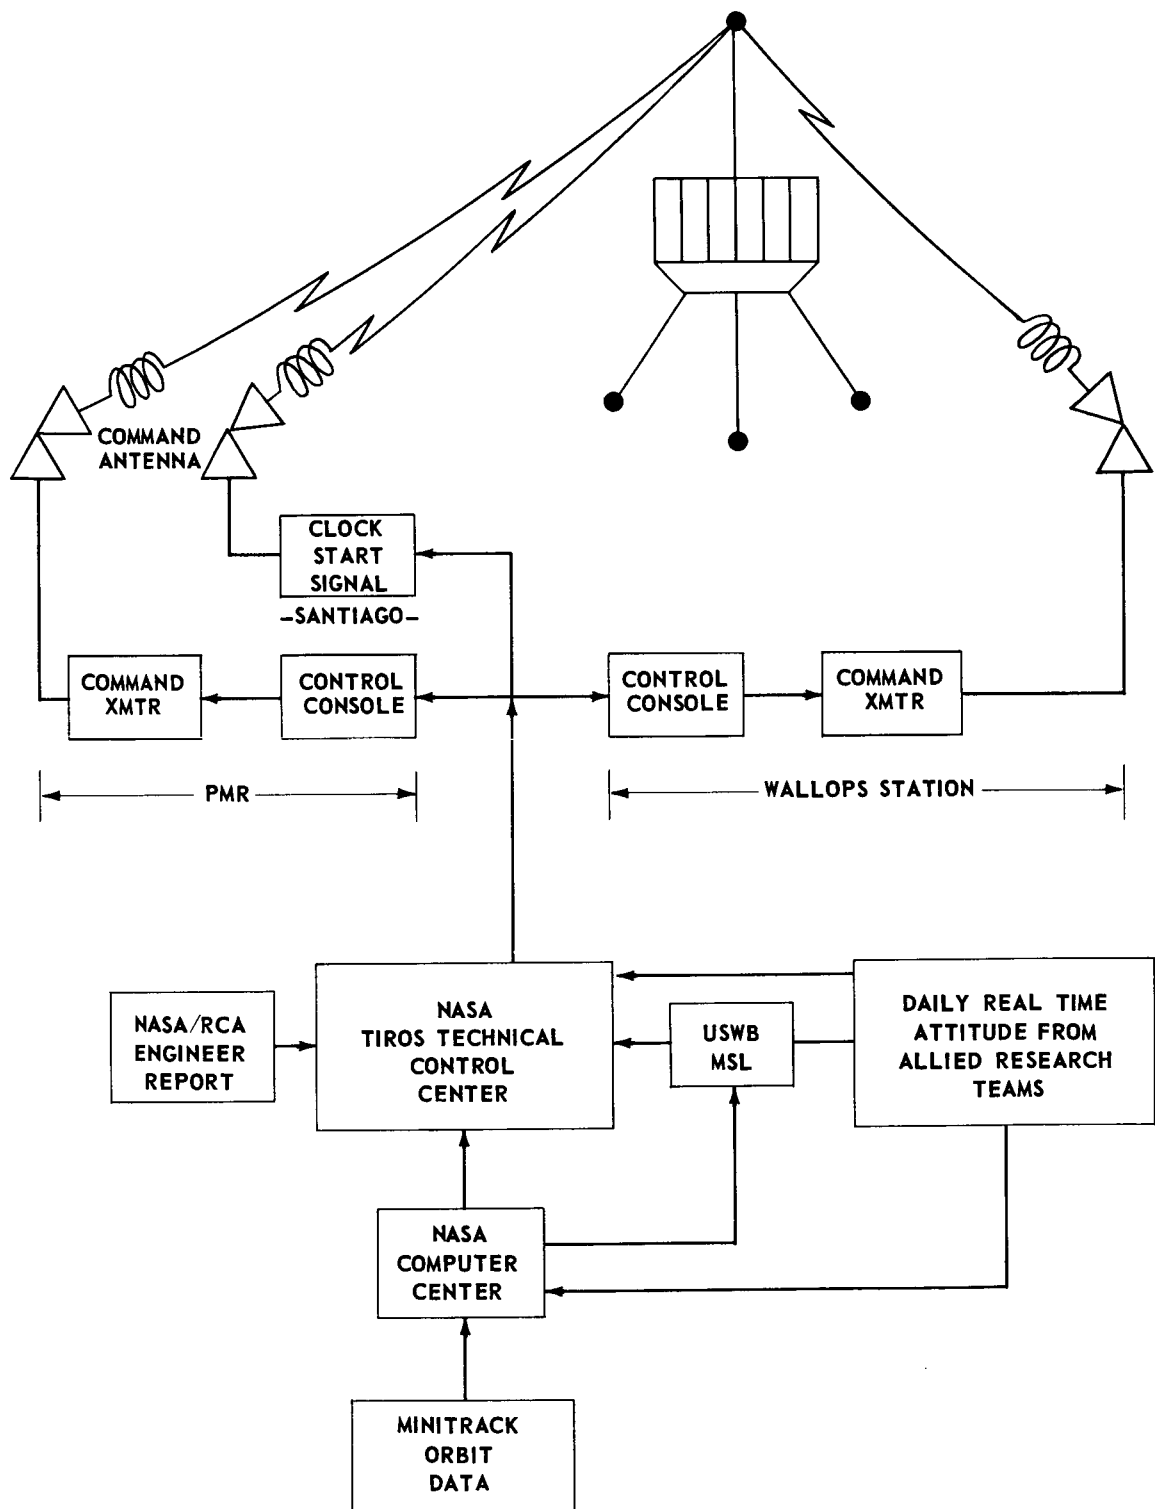 COMMAND
ANTENNA
CLOCK
START
SIGNAL
–SANTIAGO–
COMMAND
XMTR
CONTROL
CONSOLE
CONTROL
CONSOLE
COMMAND
XMTR
PMR
WALLOPS STATION
NASA/RCA
ENGINEER
REPORT
NASA
TIROS TECHNICAL
CONTROL
CENTER
USWB
MSL
DAILY REAL TIME
ATTITUDE FROM
ALLIED RESEARCH
TEAMS
NASA
COMPUTER
CENTER
MINITRACK
ORBIT
DATA